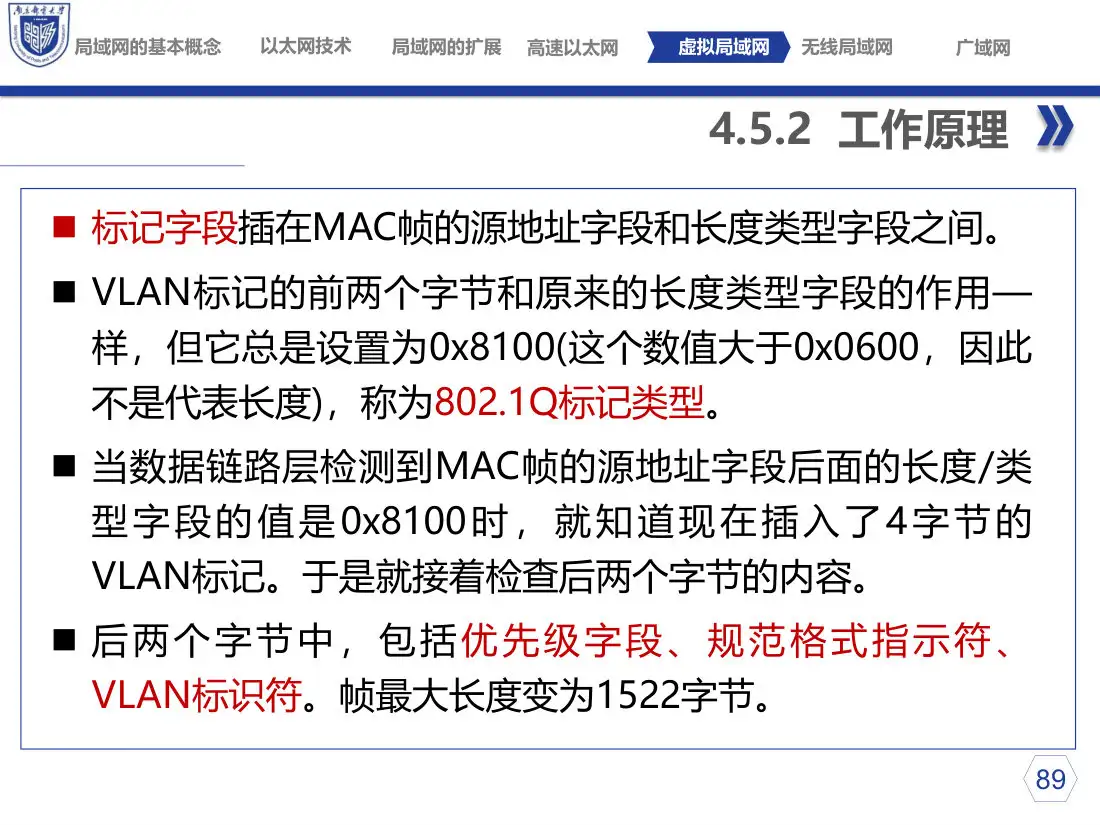 局域网的基本概念 以太网技术 局域网的扩展 高速以太网 虚拟局域网 无线局域网 广域网
4.5.2 工作原理
标记字段插在MAC帧的源地址字段和长度类型字段之间。
VLAN标记的前两个字节和原来的长度类型字段的作用一
样，但它总是设置为0x8100(这个数值大于0x0600，因此
不是代表长度)，称为802.1Q标记类型。
当数据链路层检测到MAC帧的源地址字段后面的长度/类
型字段的值是0x8100时，就知道现在插入了4字节的
VLAN标记。于是就接着检查后两个字节的内容。
后两个字节中，包括优先级字段、规范格式指示符、
VLAN标识符。帧最大长度变为1522字节。
89